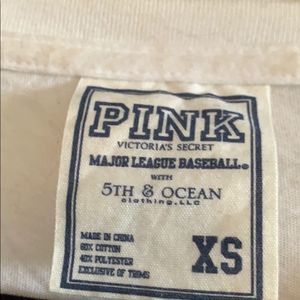 PINK
VICTORIA'S SECRET
MAJOR LEAGUE BASEBALL®
WITH
5TH & OCEAN
clothing, LLC
MADE IN CHINA
60% COTTON
40% POLYESTER
EXCLUSIVE OF TRIMS
XS